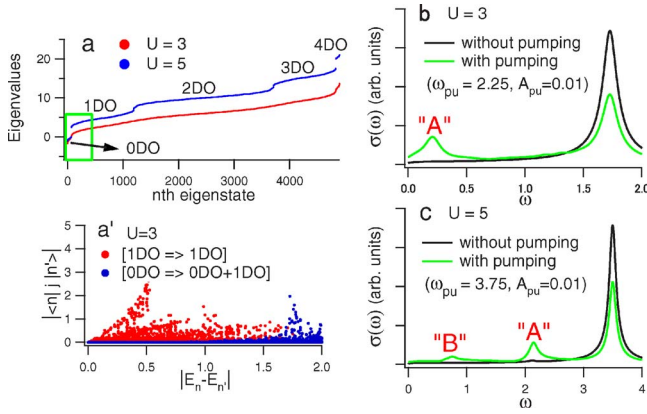 a
U = 3
U = 5
4DO
3DO
2DO
1DO
0DO
20
10
0
Eigenvalues
0
1000
2000
3000
4000
nth eigenstate
a'
U=3
[1DO => 1DO]
[0DO => 0DO+1DO]
5
4
3
2
1
0
|<n| j |n'>|
0.0
0.5
1.0
1.5
2.0
|En-En'|
b
U = 3
without pumping
with pumping
(ωpu = 2.25, Apu=0.01)
"A"
σ(ω) (arb. units)
0.0
0.5
1.0
1.5
2.0
ω
c
U = 5
without pumping
with pumping
(ωpu = 3.75, Apu=0.01)
"B"
"A"
σ(ω) (arb. units)
0
1
2
3
4
ω